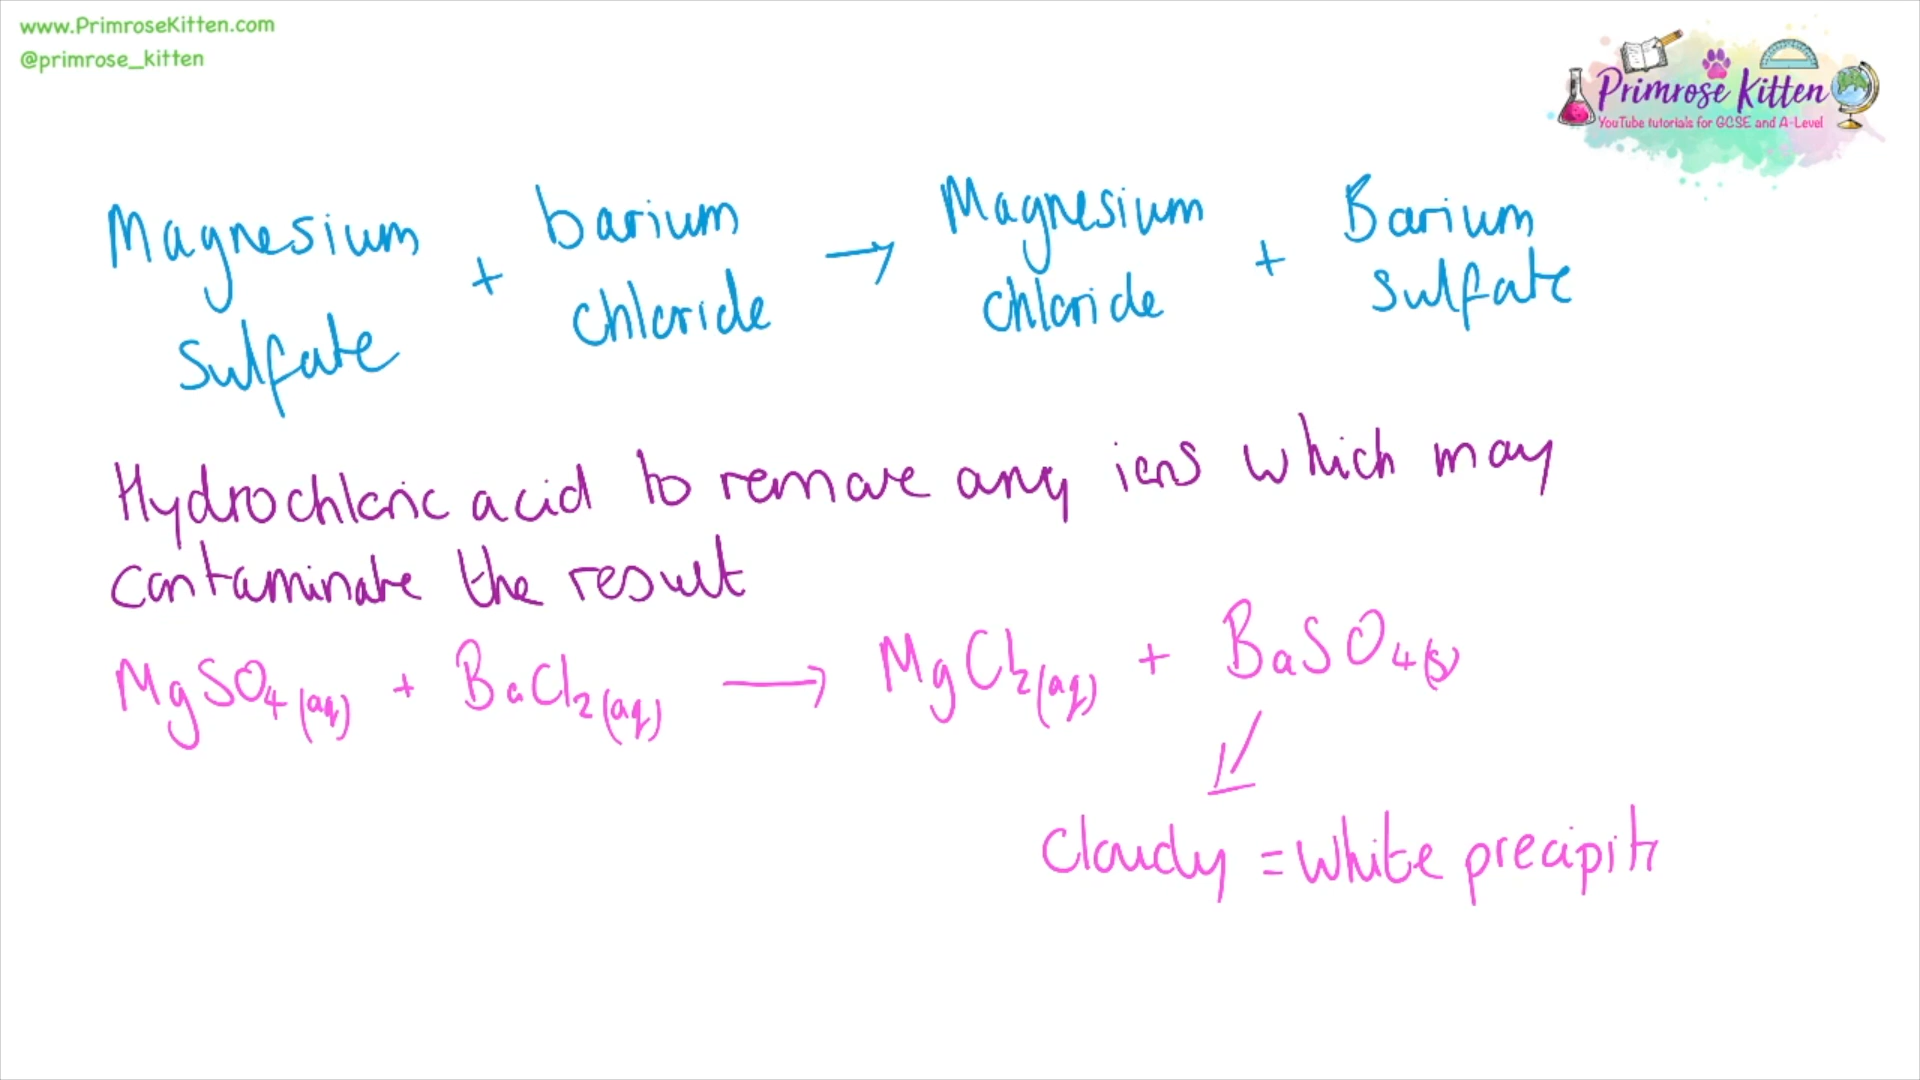 www.PrimroseKitten.com
@primrose_kitten
Primrose Kitten
YouTube tutorials for GCSE and A-Level
Magnesium sulfate + barium chloride → Magnesium chloride + Barium sulfate
Hydrochloric acid to remove any ions which may
contaminate the result
MgSO₄(aq) + BaCl₂(aq) → MgCl₂(aq) + BaSO₄(s)
Cloudy = white precipit